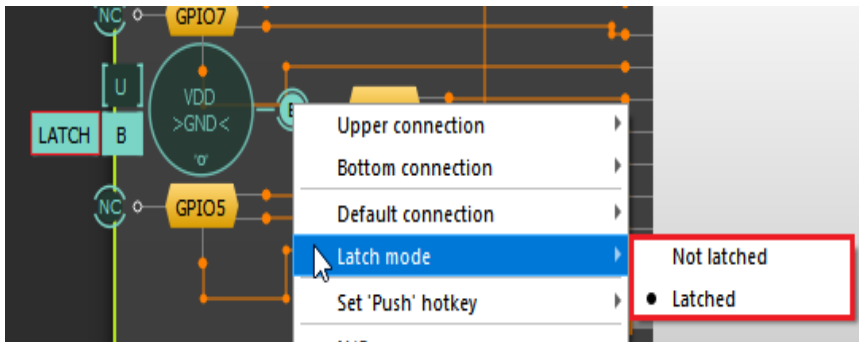 NC
GPIO7
U
VDD
>GND<
'0'
LATCH
B
B
NC
GPIO5
Upper connection
Bottom connection
Default connection
Latch mode
Set 'Push' hotkey
Not latched
Latched